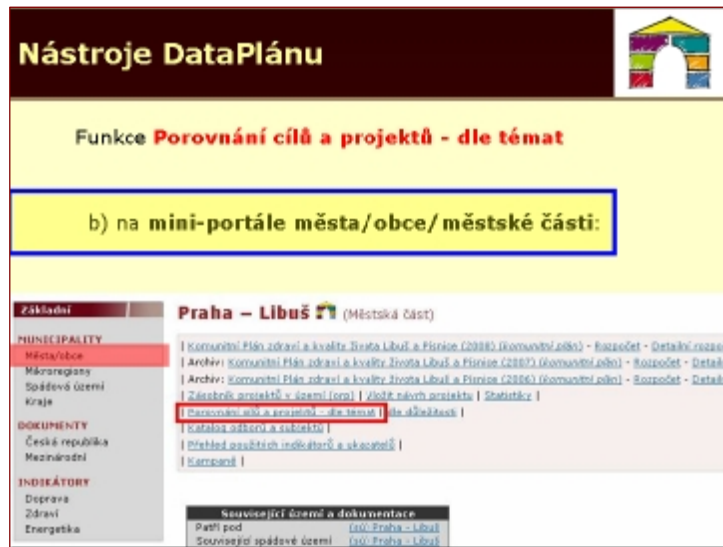 Nástroje DataPlánu
Funkce Porovnání cílů a projektů - dle témat
b) na mini-portále města/obce/městské části:
Základní
MUNICIPALITY
Města/obce
Mikroregiony
Spádová území
Kraje
DOKUMENTY
Česká republika
Mezinárodní
INDIKÁTORY
Doprava
Zdraví
Energetika
Praha – Libuš (Městská část)
| Komunitní Plán zdraví a kvality života Libuš a Písnice (2008) (komunitní plán) - Rozpočet - Detailní rozpoč
| Archiv: Komunitní Plán zdraví a kvality života Libuš a Písnice (2007) (komunitní plán) - Rozpočet - Detail
| Archiv: Komunitní Plán zdraví a kvality života Libuš a Písnice (2006) (komunitní plán) - Rozpočet - Detail
| Zásobník projektů v území (orp) | Vložit návrh projektu | Statistiky |
| Porovnání cílů a projektů - dle témat | dle důležitosti |
| Katalog odborů a subjektů |
| Přehled použitých indikátorů a ukazatelů |
| Kampaně |
Související území a dokumentace
Patří pod (sú) Praha - Libuš
Související spádové území (sú) Praha - Libuš